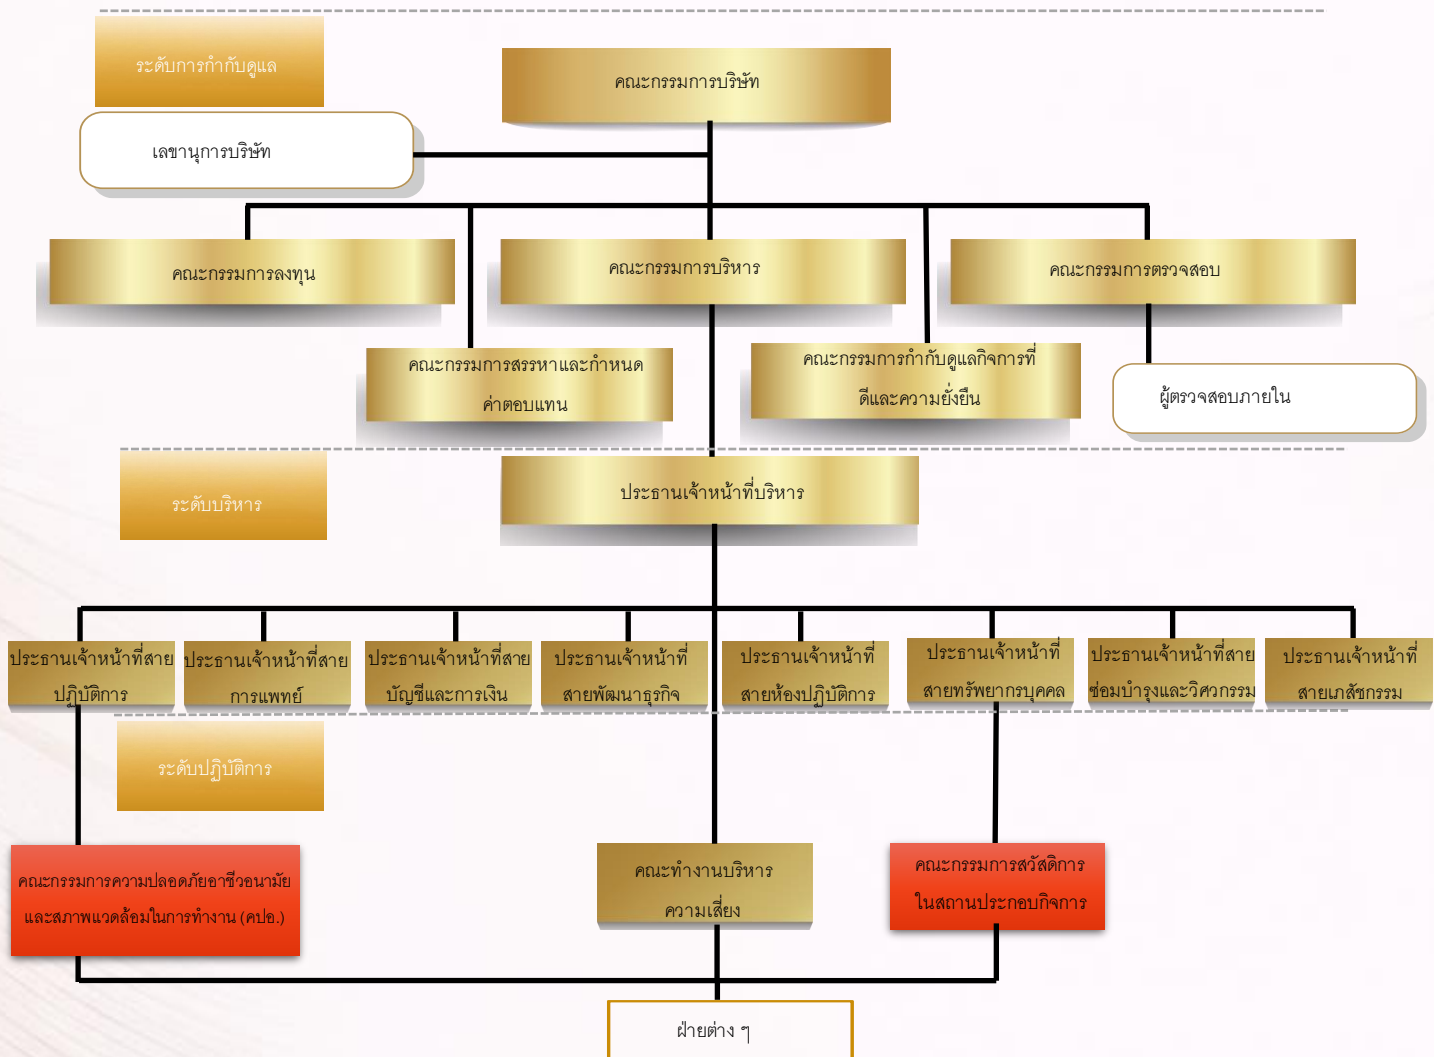 ระดับการกำกับดูแล
คณะกรรมการบริษัท
เลขานุการบริษัท
คณะกรรมการลงทุน
คณะกรรมการบริหาร
คณะกรรมการตรวจสอบ
คณะกรรมการสรรหาและกำหนด
ค่าตอบแทน
คณะกรรมการกำกับดูแลกิจการที่
ดีและความยั่งยืน
ผู้ตรวจสอบภายใน
ระดับบริหาร
ประธานเจ้าหน้าที่บริหาร
ประธานเจ้าหน้าที่สาย
ปฏิบัติการ
ประธานเจ้าหน้าที่สาย
การแพทย์
ประธานเจ้าหน้าที่สาย
บัญชีและการเงิน
ประธานเจ้าหน้าที่
สายพัฒนาธุรกิจ
ประธานเจ้าหน้าที่
สายห้องปฏิบัติการ
ประธานเจ้าหน้าที่
สายทรัพยากรบุคคล
ประธานเจ้าหน้าที่สาย
ซ่อมบำรุงและวิศวกรรม
ประธานเจ้าหน้าที่
สายเภสัชกรรม
ระดับปฏิบัติการ
คณะกรรมการความปลอดภัยอาชีวอนามัย
และสภาพแวดล้อมในการทำงาน (คปอ.)
คณะทำงานบริหาร
ความเสี่ยง
คณะกรรมการสวัสดิการ
ในสถานประกอบกิจการ
ฝ่ายต่าง ๆ